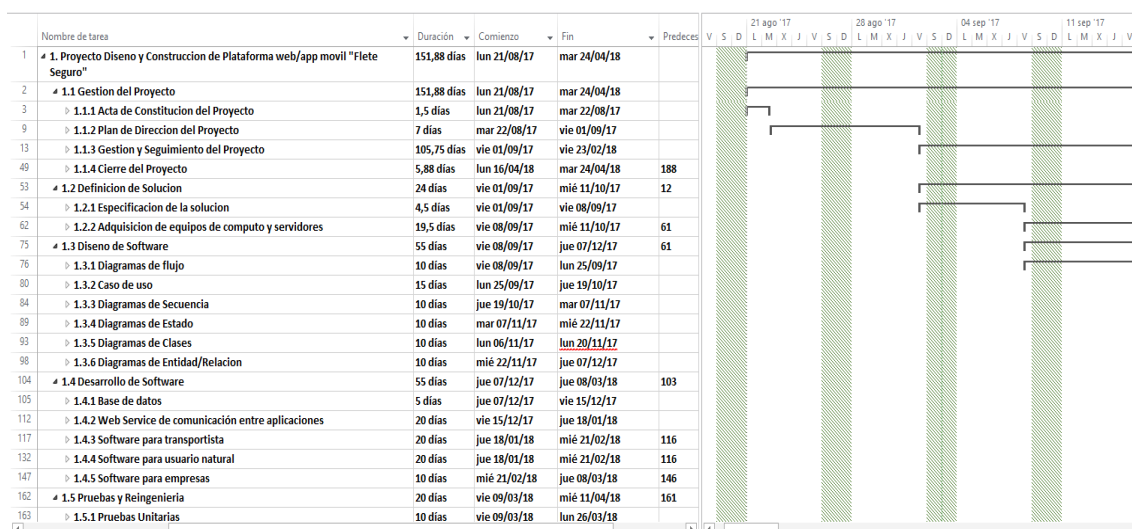 21 ago '17 28 ago '17 04 sep '17 11 sep '17
Nombre de tarea Duración Comienzo Fin Predeces V S D L M X J V S D L M X J V S D L M X J V S D L M X J V
1 1. Proyecto Diseno y Construccion de Plataforma web/app movil "Flete 151,88 días lun 21/08/17 mar 24/04/18
Seguro"
2 1.1 Gestion del Proyecto 151,88 días lun 21/08/17 mar 24/04/18
3 1.1.1 Acta de Constitucion del Proyecto 1,5 días lun 21/08/17 mar 22/08/17
9 1.1.2 Plan de Direccion del Proyecto 7 días mar 22/08/17 vie 01/09/17
13 1.1.3 Gestion y Seguimiento del Proyecto 105,75 días vie 01/09/17 vie 23/02/18
49 1.1.4 Cierre del Proyecto 5,88 días lun 16/04/18 mar 24/04/18 188
53 1.2 Definicion de Solucion 24 días vie 01/09/17 mié 11/10/17 12
54 1.2.1 Especificacion de la solucion 4,5 días vie 01/09/17 vie 08/09/17
62 1.2.2 Adquisicion de equipos de computo y servidores 19,5 días vie 08/09/17 mié 11/10/17 61
75 1.3 Diseno de Software 55 días vie 08/09/17 jue 07/12/17 61
76 1.3.1 Diagramas de flujo 10 días vie 08/09/17 lun 25/09/17
80 1.3.2 Caso de uso 15 días lun 25/09/17 jue 19/10/17
84 1.3.3 Diagramas de Secuencia 10 días jue 19/10/17 mar 07/11/17
89 1.3.4 Diagramas de Estado 10 días mar 07/11/17 mié 22/11/17
93 1.3.5 Diagramas de Clases 10 días lun 06/11/17 lun 20/11/17
98 1.3.6 Diagramas de Entidad/Relacion 10 días mié 22/11/17 jue 07/12/17
104 1.4 Desarrollo de Software 55 días jue 07/12/17 jue 08/03/18 103
105 1.4.1 Base de datos 5 días jue 07/12/17 vie 15/12/17
112 1.4.2 Web Service de comunicación entre aplicaciones 20 días vie 15/12/17 jue 18/01/18
117 1.4.3 Software para transportista 20 días jue 18/01/18 mié 21/02/18 116
132 1.4.4 Software para usuario natural 20 días jue 18/01/18 mié 21/02/18 116
147 1.4.5 Software para empresas 10 días mié 21/02/18 jue 08/03/18 146
162 1.5 Pruebas y Reingenieria 20 días vie 09/03/18 mié 11/04/18 161
163 1.5.1 Pruebas Unitarias 10 días vie 09/03/18 lun 26/03/18